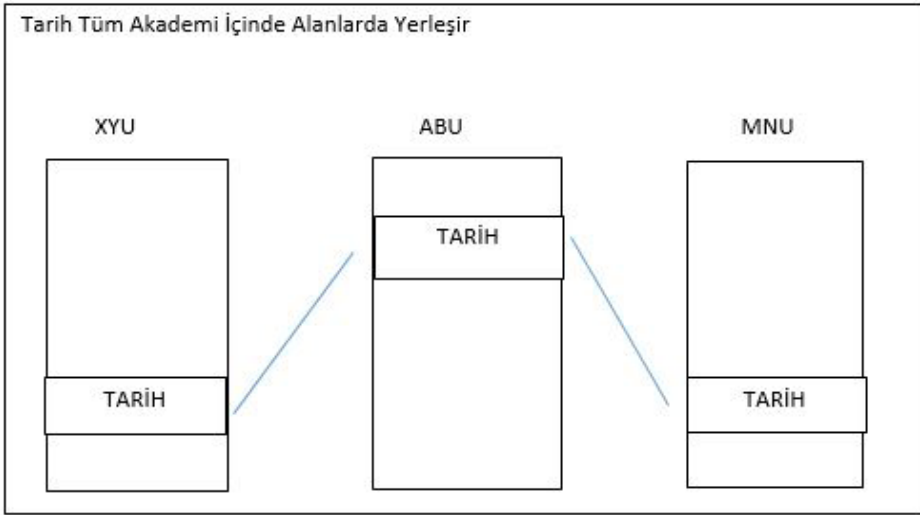 Tarih Tüm Akademi İçinde Alanlarda Yerleşir
XYU
ABU
MNU
TARİH
TARİH
TARİH